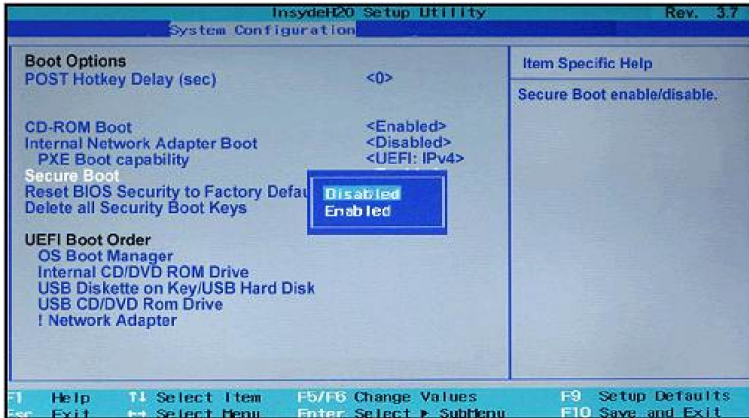 InsydeH2O Setup Utility Rev. 3.7
System Configuration
Boot Options
POST Hotkey Delay (sec) <0>
Item Specific Help
Secure Boot enable/disable.
CD-ROM Boot <Enabled>
Internal Network Adapter Boot <Disabled>
PXE Boot capability <UEFI: IPv4>
Secure Boot
Reset BIOS Security to Factory Defau
Delete all Security Boot Keys
Disabled
Enabled
UEFI Boot Order
OS Boot Manager
Internal CD/DVD ROM Drive
USB Diskette on Key/USB Hard Disk
USB CD/DVD Rom Drive
! Network Adapter
F1 Help ↑↓ Select Item F5/F6 Change Values F9 Setup Defaults
Esc Exit ↔ Select Menu Enter Select ▶ SubMenu F10 Save and Exit